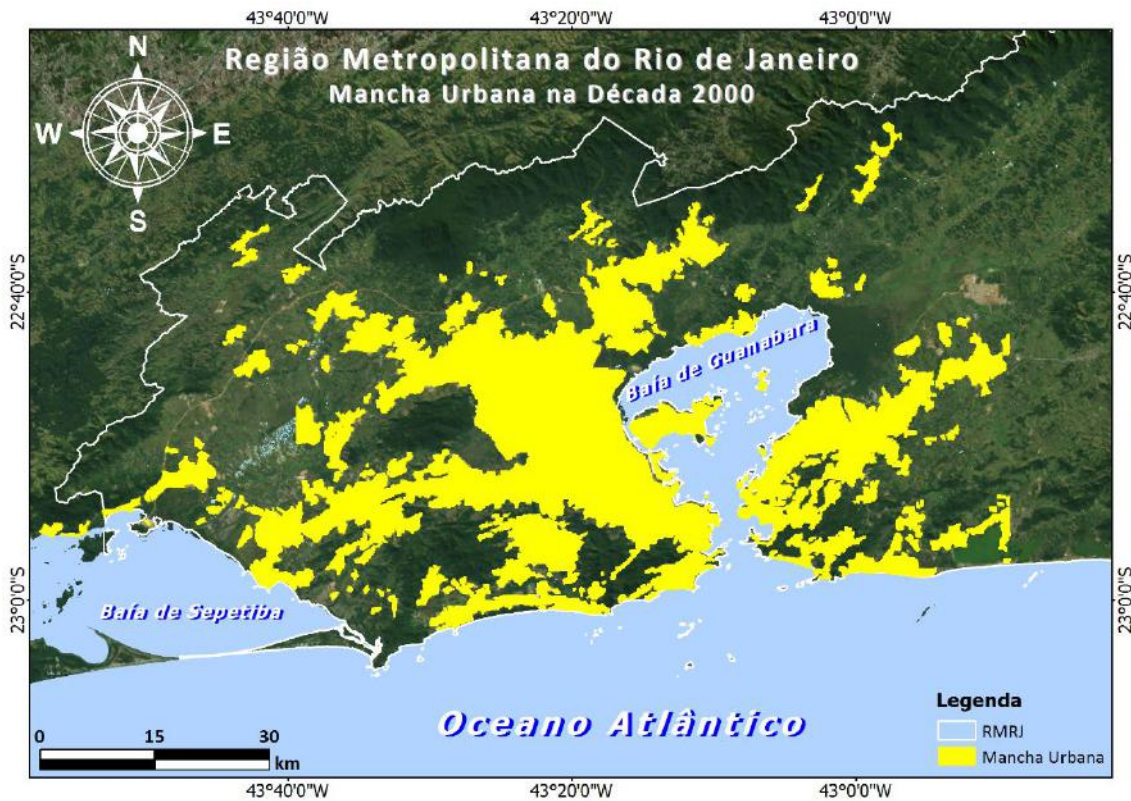 43°40'0"W 43°20'0"W 43°0'0"W
N
W E
S
Região Metropolitana do Rio de Janeiro
Mancha Urbana na Década 2000
22°40'0"S 22°40'0"S
Baía de Guanabara
23°0'0"S 23°0'0"S
Baía de Sepetiba
Oceano Atlântico
Legenda
RMRJ
Mancha Urbana
0 15 30
km
43°40'0"W 43°20'0"W 43°0'0"W